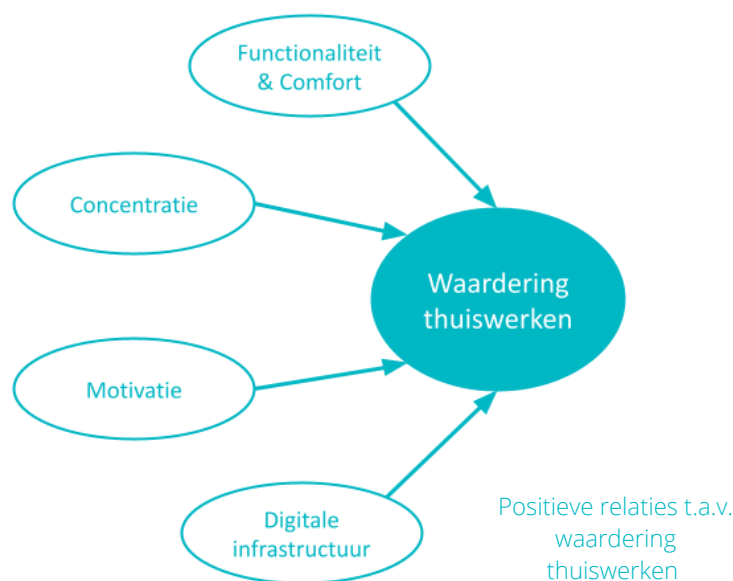 Functionaliteit
& Comfort
Concentratie
Waardering
thuiswerken
Motivatie
Digitale
infrastructuur
Positieve relaties t.a.v.
waardering
thuiswerken